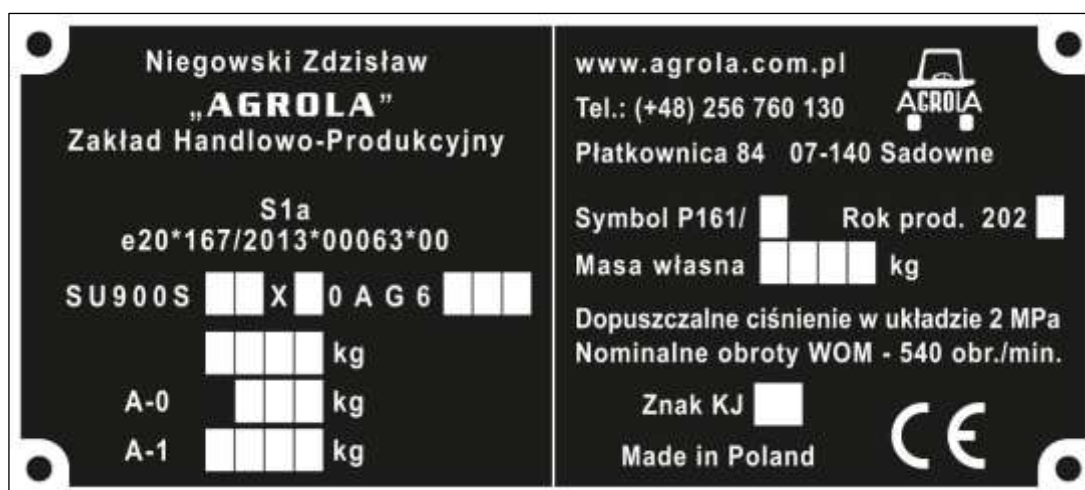 Niegowski Zdzisław
„AGROLA”
Zakład Handlowo-Produkcyjny
S1a
e20*167/2013*00063*00
SU900S X 0 A G 6
kg
A-0 kg
A-1 kg
www.agrola.com.pl
AGROLA
Tel.: (+48) 256 760 130
Płatkownica 84 07-140 Sadowne
Symbol P161/ Rok prod. 202
Masa własna kg
Dopuszczalne ciśnienie w układzie 2 MPa
Nominalne obroty WOM - 540 obr./min.
Znak KJ
Made in Poland
CE